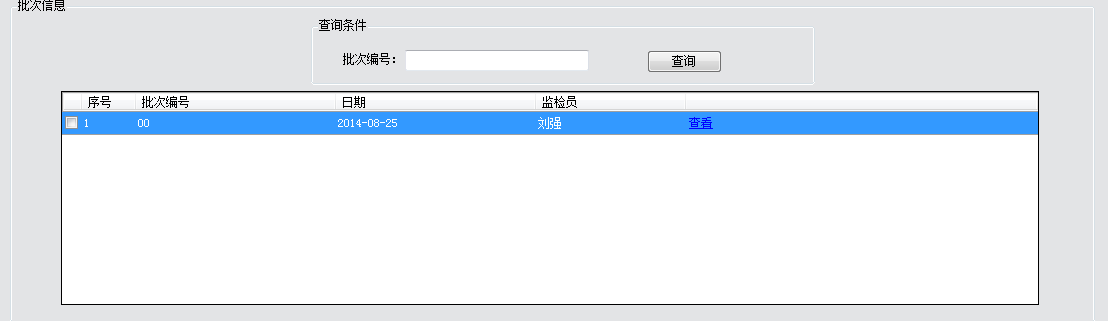 批次信息
查询条件
批次编号： 查询
序号 批次编号 日期 监检员
1 00 2014-08-25 刘强 查看